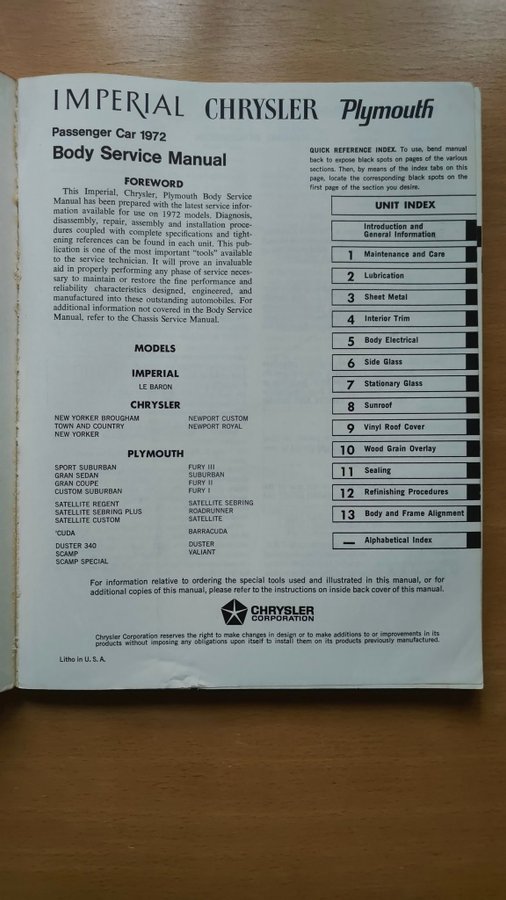 IMPERIAL CHRYSLER Plymouth
Passenger Car 1972
Body Service Manual
FOREWORD
This Imperial, Chrysler, Plymouth Body Service
Manual has been prepared with the latest service infor-
mation available for use on 1972 models. Diagnosis,
disassembly, repair, assembly and installation proce-
dures coupled with complete specifications and tight-
ening references can be found in each unit. This pub-
lication is one of the most important "tools" available
to the service technician. It will prove an invaluable
aid in properly performing any phase of service neces-
sary to maintain or restore the fine performance and
reliability characteristics designed, engineered, and
manufactured into these outstanding automobiles. For
additional information not covered in the Body Service
Manual, refer to the Chassis Service Manual.
MODELS
IMPERIAL
LE BARON
CHRYSLER
NEW YORKER BROUGHAM NEWPORT CUSTOM
TOWN AND COUNTRY NEWPORT ROYAL
NEW YORKER
PLYMOUTH
SPORT SUBURBAN FURY III
GRAN SEDAN SUBURBAN
GRAN COUPE FURY II
CUSTOM SUBURBAN FURY I
SATELLITE REGENT SATELLITE SEBRING
SATELLITE SEBRING PLUS ROADRUNNER
SATELLITE CUSTOM SATELLITE
'CUDA BARRACUDA
DUSTER 340 DUSTER
SCAMP VALIANT
SCAMP SPECIAL
QUICK REFERENCE INDEX. To use, bend manual
back to expose black spots on pages of the various
sections. Then, by means of the index tabs on this
page, locate the corresponding black spots on the
first page of the section you desire.
UNIT INDEX
Introduction and
General Information
1 Maintenance and Care
2 Lubrication
3 Sheet Metal
4 Interior Trim
5 Body Electrical
6 Side Glass
7 Stationary Glass
8 Sunroof
9 Vinyl Roof Cover
10 Wood Grain Overlay
11 Sealing
12 Refinishing Procedures
13 Body and Frame Alignment
— Alphabetical Index
For information relative to ordering the special tools used and illustrated in this manual, or for
additional copies of this manual, please refer to the instructions on inside back cover of this manual.
CHRYSLER
CORPORATION
Chrysler Corporation reserves the right to make changes in design or to make additions to or improvements in its
products without imposing any obligations upon itself to install them on its products previously manufactured.
Litho in U. S. A.